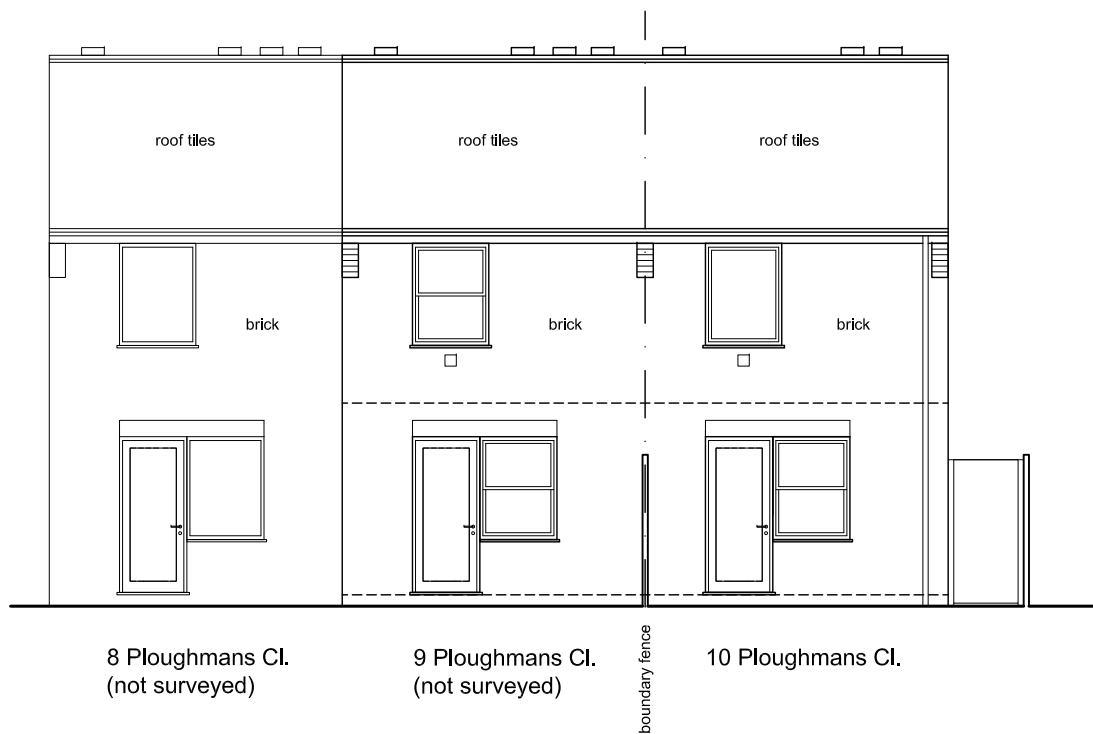 roof tiles
roof tiles
roof tiles
brick
brick
brick
8 Ploughmans Cl.
(not surveyed)
9 Ploughmans Cl.
(not surveyed)
boundary fence
10 Ploughmans Cl.